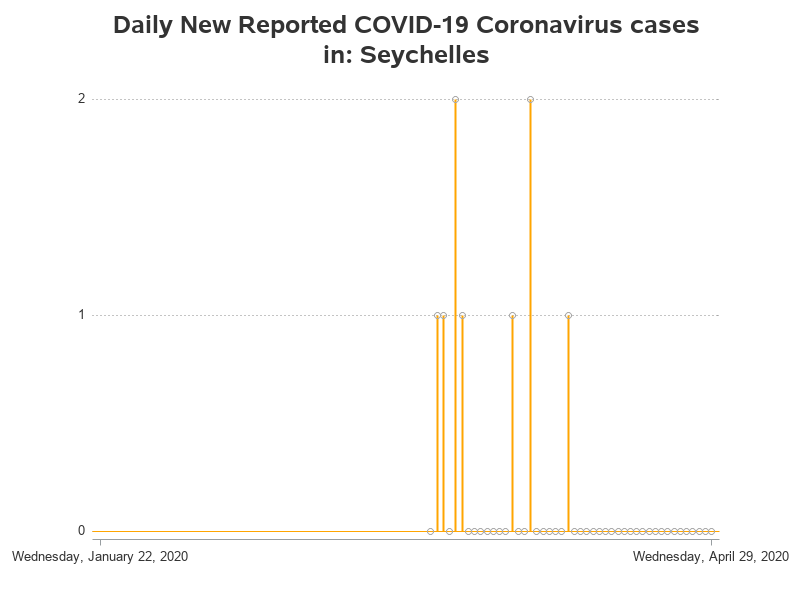 Daily New Reported COVID-19 Coronavirus cases
in: Seychelles
2
1
0
Wednesday, January 22, 2020
Wednesday, April 29, 2020